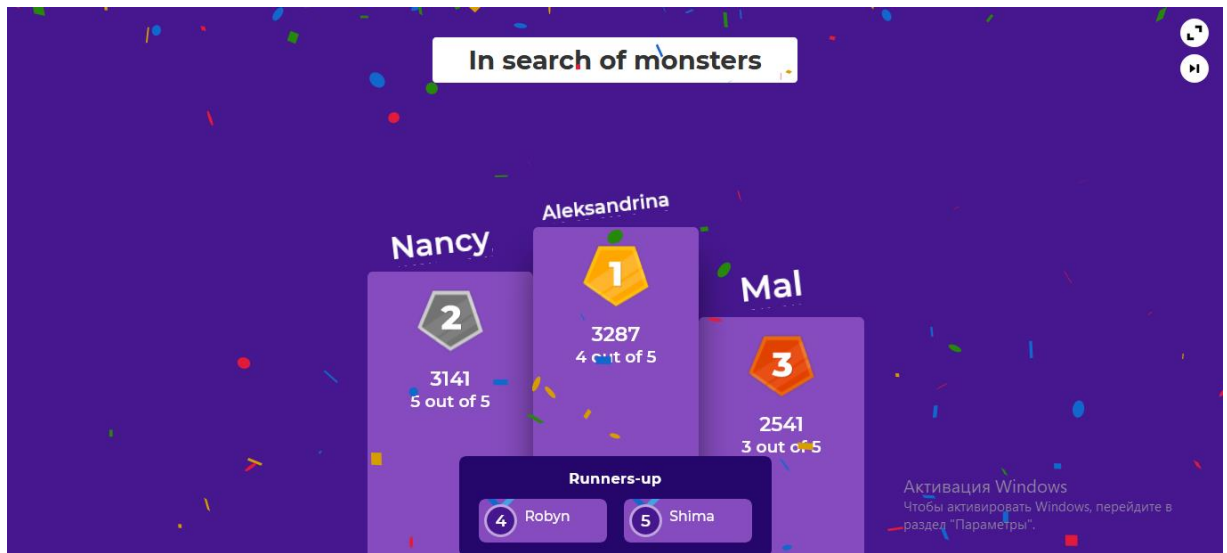 In search of monsters
Aleksandrina
Nancy
Mal
1
3287
4 out of 5
2
3141
5 out of 5
3
2541
3 out of 5
Runners-up
4 Robyn
5 Shima
Активация Windows
Чтобы активировать Windows, перейдите в
раздел "Параметры".